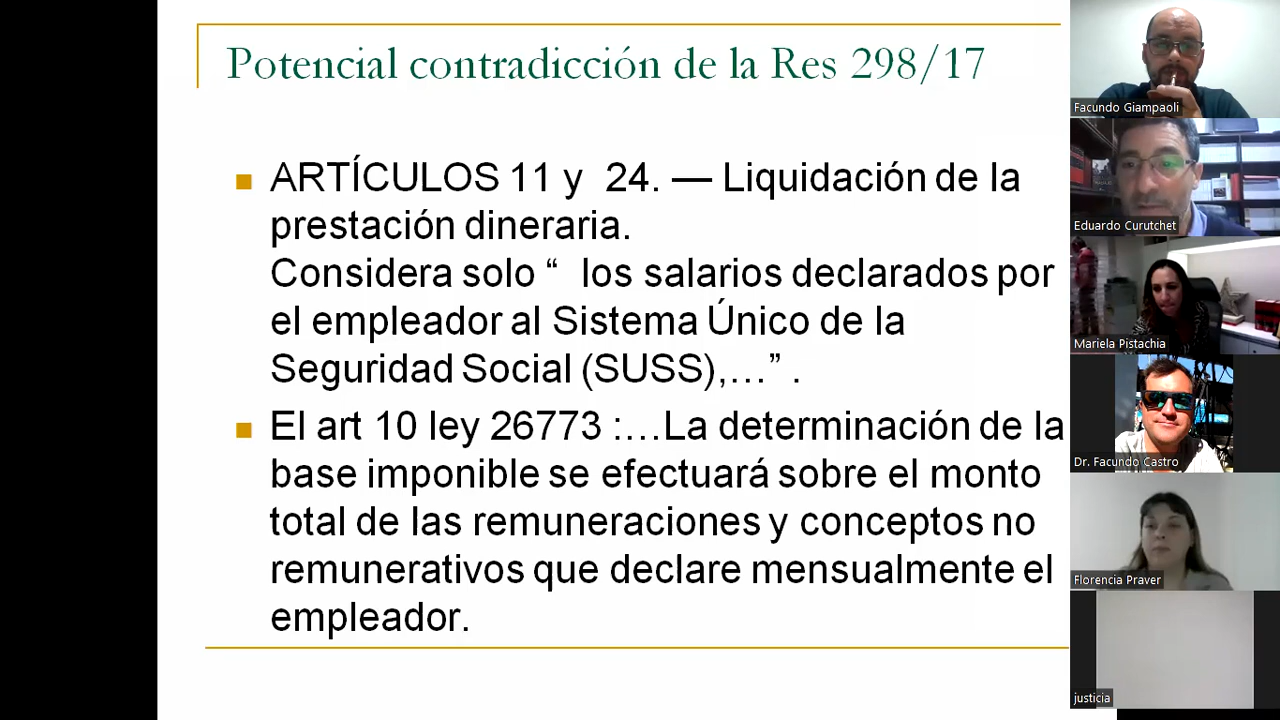 Potencial contradicción de la Res 298/17
ARTÍCULOS 11 y 24. — Liquidación de la
prestación dineraria.
Considera solo “ los salarios declarados por
el empleador al Sistema Único de la
Seguridad Social (SUSS),…” .
El art 10 ley 26773 :…La determinación de la
base imponible se efectuará sobre el monto
total de las remuneraciones y conceptos no
remunerativos que declare mensualmente el
empleador.
Facundo Giampaoli
Eduardo Curutchet
Mariela Pistachia
Dr. Facundo Castro
Florencia Praver
justicia